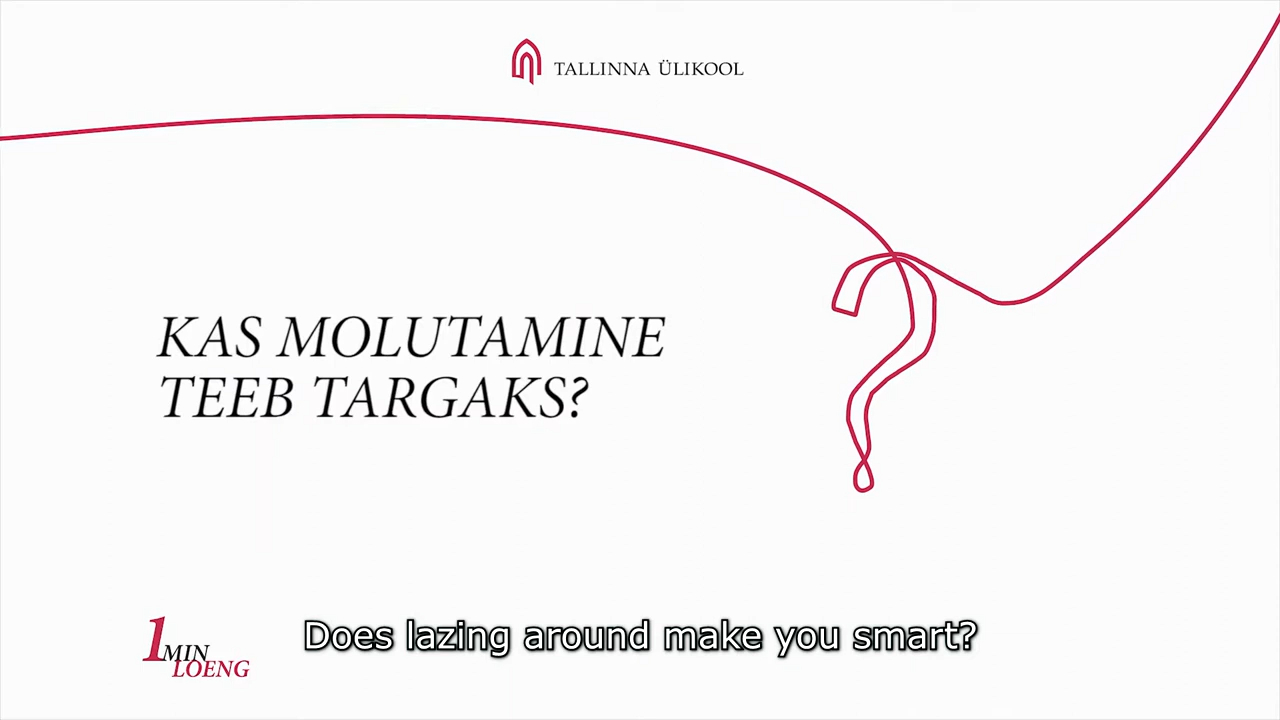 TALLINNA ÜLIKOOL
KAS MOLUTAMINE
TEEB TARGAKS?
1MIN
LOENG
Does lazing around make you smart?